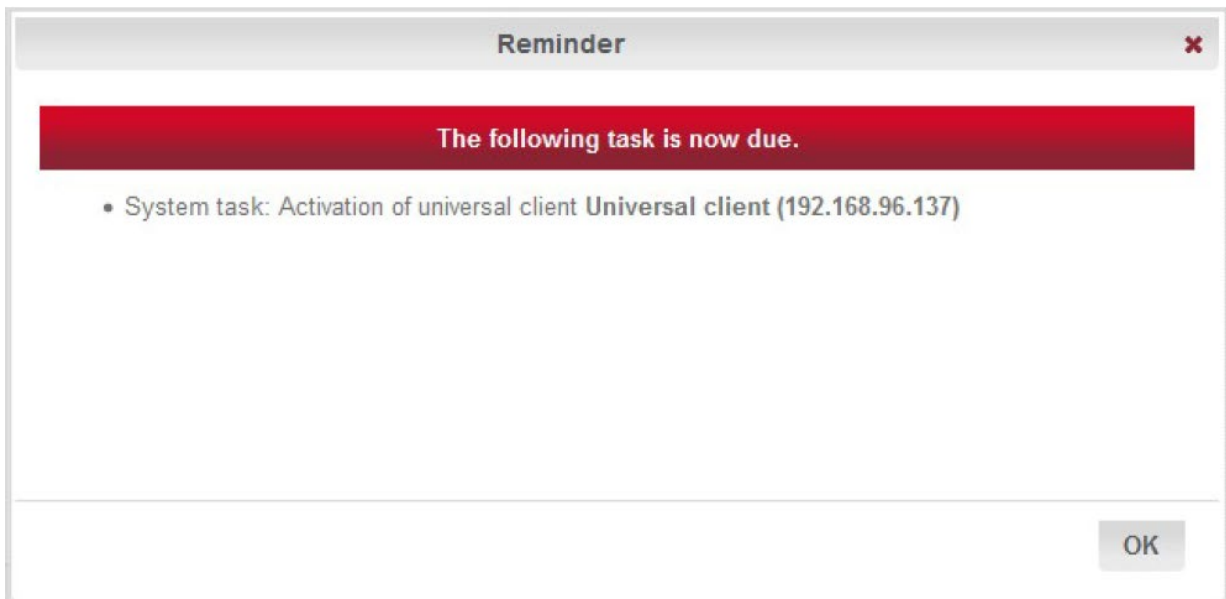 Reminder
The following task is now due.
• System task: Activation of universal client Universal client (192.168.96.137)
OK